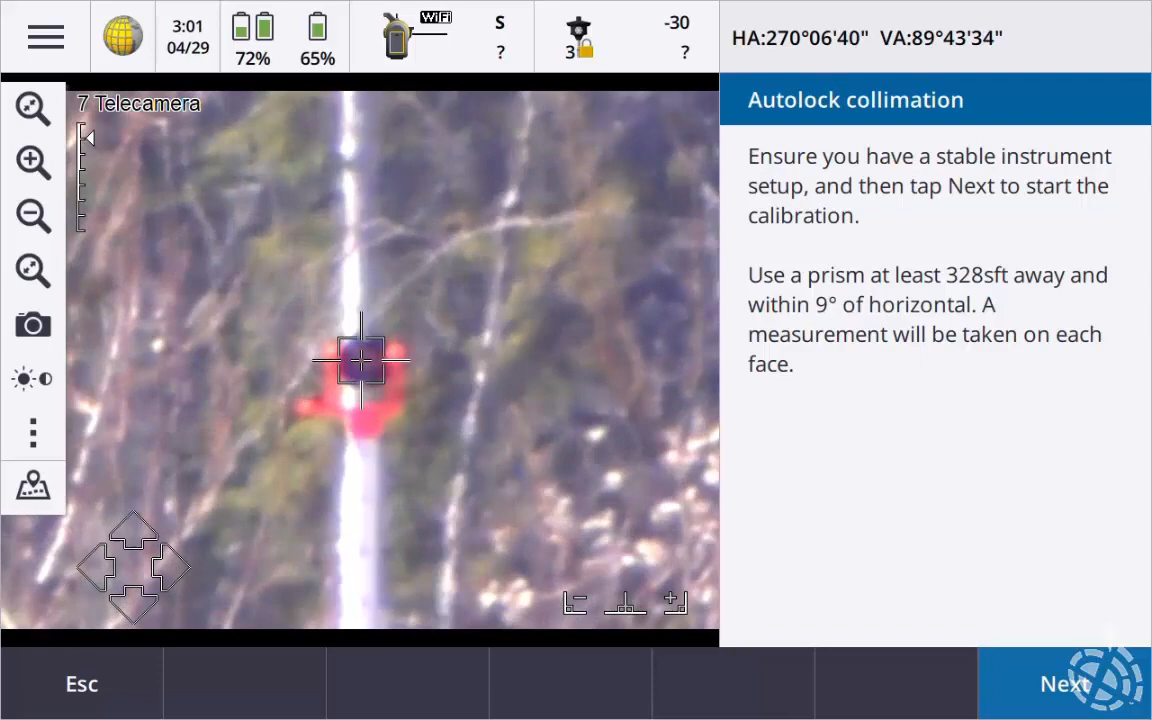 3:01
04/29
72%
65%
WiFi
S
?
3
-30
?
HA:270°06'40" VA:89°43'34"
7 Telecamera
Autolock collimation
Ensure you have a stable instrument
setup, and then tap Next to start the
calibration.
Use a prism at least 328sft away and
within 9° of horizontal. A
measurement will be taken on each
face.
Esc
Next